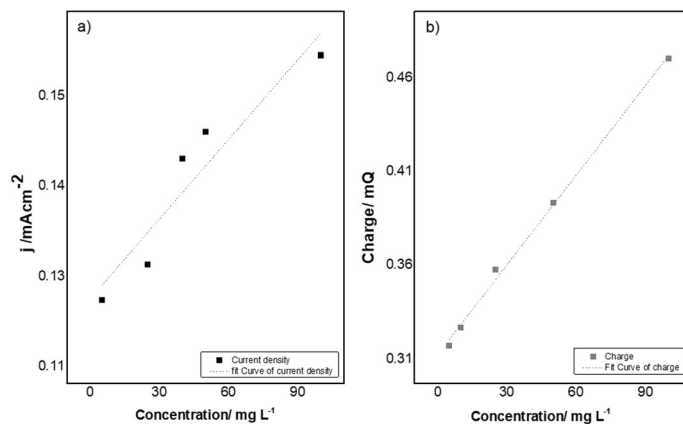 a)
0.15
0.14
0.13
0.11
j /mAcm-2
0 30 60 90
Concentration/ mg L-1
Current density
fit Curve of current density
b)
0.46
0.41
0.36
0.31
Charge/ mQ
0 30 60 90
Concentration/ mg L-1
Charge
Fit Curve of charge